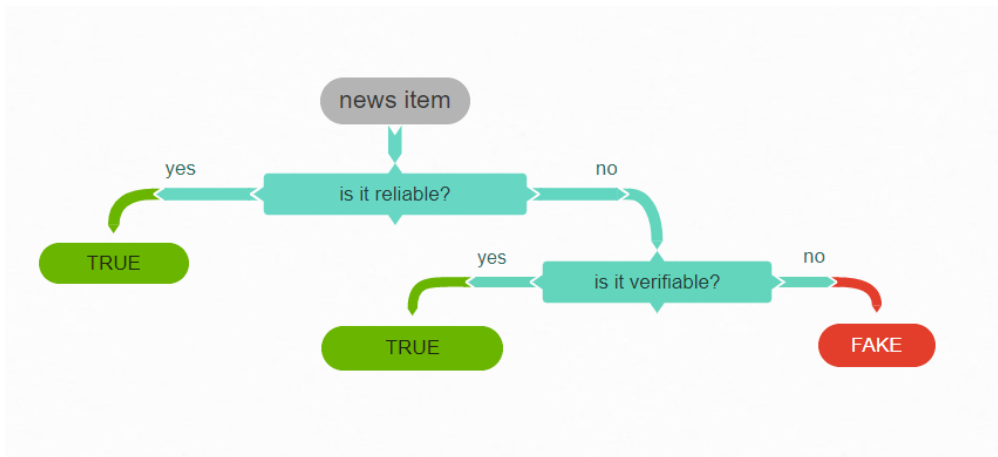 news item
yes
no
is it reliable?
TRUE
yes
no
is it verifiable?
TRUE
FAKE